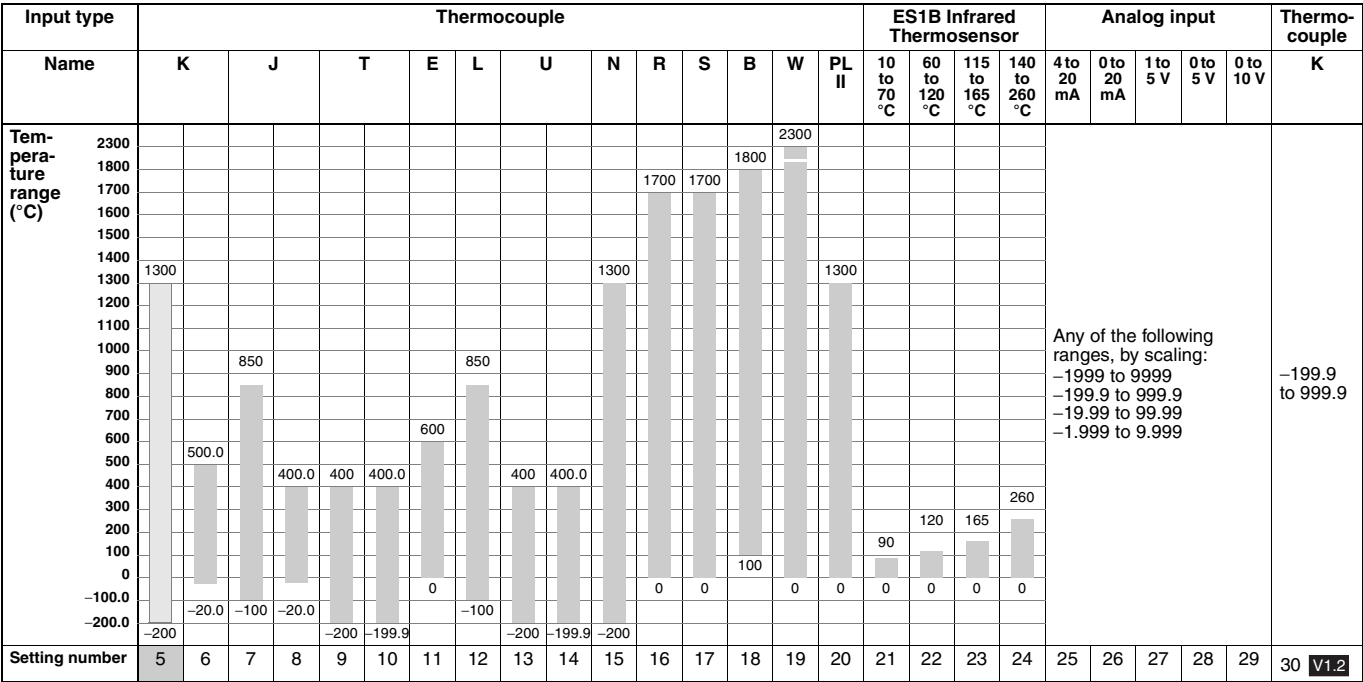 Input type Thermocouple ES1B Infrared Thermosensor Analog input Thermo-couple
Name K J T E L U N R S B W PL II 10 to 70 °C 60 to 120 °C 115 to 165 °C 140 to 260 °C 4 to 20 mA 0 to 20 mA 1 to 5 V 0 to 5 V 0 to 10 V K
Tem-
pera-
ture
range
(°C)
2300
1800
1700
1600
1500
1400
1300
1200
1100
1000
900
800
700
600
500
400
300
200
100
0
−100.0
−200.0
2300
1800
1700 1700
1300 1300 1300
850 850
600
500.0
400.0 400 400.0 400 400.0
260
120 165
90
100
0 0 0 0 0 0 0 0 0
−20.0 −100 −20.0 −100
−200 −200 −199.9 −200 −199.9 −200
Any of the following
ranges, by scaling:
−1999 to 9999
−199.9 to 999.9
−19.99 to 99.99
−1.999 to 9.999
−199.9
to 999.9
Setting number 5 6 7 8 9 10 11 12 13 14 15 16 17 18 19 20 21 22 23 24 25 26 27 28 29 30 V1.2